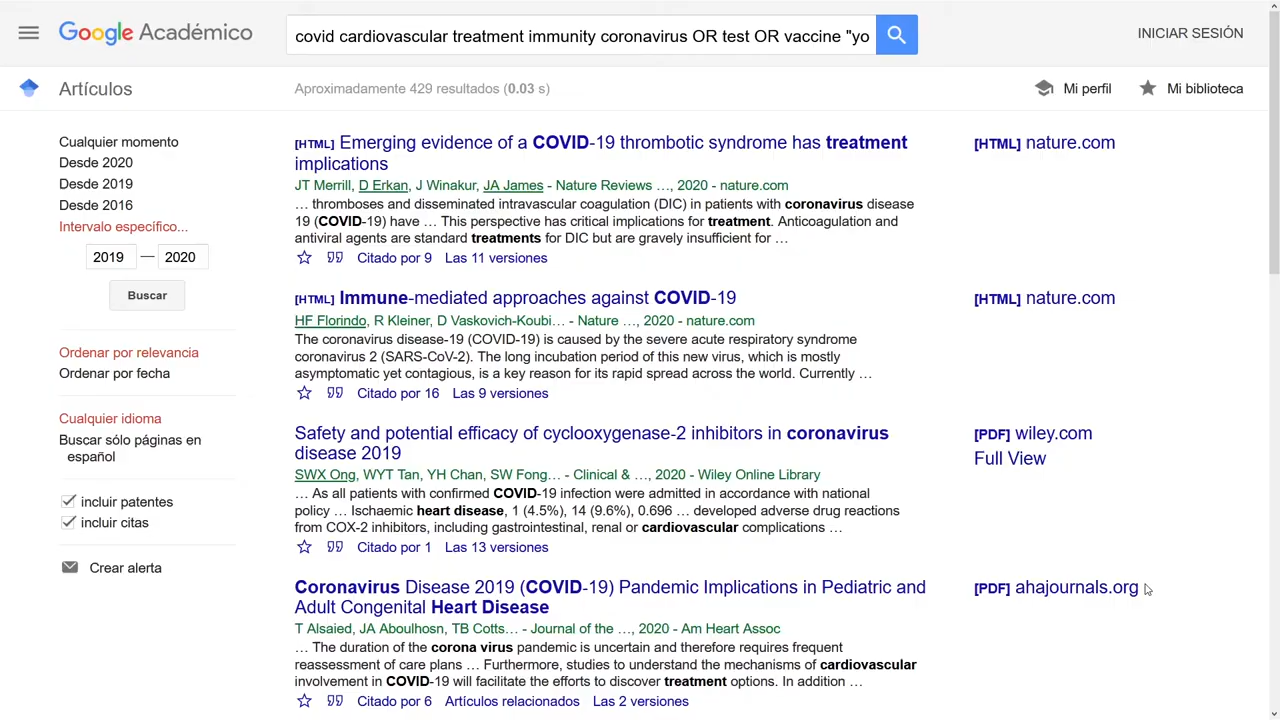 Google Académico
covid cardiovascular treatment immunity coronavirus OR test OR vaccine "yo
INICIAR SESIÓN
Artículos
Aproximadamente 429 resultados (0.03 s)
Mi perfil
Mi biblioteca
Cualquier momento
Desde 2020
Desde 2019
Desde 2016
Intervalo específico...
2019 — 2020
Buscar
Ordenar por relevancia
Ordenar por fecha
Cualquier idioma
Buscar sólo páginas en
español
incluir patentes
incluir citas
Crear alerta
[HTML] Emerging evidence of a COVID-19 thrombotic syndrome has treatment
implications
JT Merrill, D Erkan, J Winakur, JA James - Nature Reviews …, 2020 - nature.com
… thromboses and disseminated intravascular coagulation (DIC) in patients with coronavirus disease
19 (COVID-19) have … This perspective has critical implications for treatment. Anticoagulation and
antiviral agents are standard treatments for DIC but are gravely insufficient for …
Citado por 9 Las 11 versiones
[HTML] nature.com
[HTML] Immune-mediated approaches against COVID-19
HF Florindo, R Kleiner, D Vaskovich-Koubi… - Nature …, 2020 - nature.com
The coronavirus disease-19 (COVID-19) is caused by the severe acute respiratory syndrome
coronavirus 2 (SARS-CoV-2). The long incubation period of this new virus, which is mostly
asymptomatic yet contagious, is a key reason for its rapid spread across the world. Currently …
Citado por 16 Las 9 versiones
[HTML] nature.com
Safety and potential efficacy of cyclooxygenase-2 inhibitors in coronavirus
disease 2019
SWX Ong, WYT Tan, YH Chan, SW Fong… - Clinical & …, 2020 - Wiley Online Library
… As all patients with confirmed COVID-19 infection were admitted in accordance with national
policy … Ischaemic heart disease, 1 (4.5%), 14 (9.6%), 0.696 … developed adverse drug reactions
from COX-2 inhibitors, including gastrointestinal, renal or cardiovascular complications …
Citado por 1 Las 13 versiones
[PDF] wiley.com
Full View
Coronavirus Disease 2019 (COVID-19) Pandemic Implications in Pediatric and
Adult Congenital Heart Disease
T Alsaied, JA Aboulhosn, TB Cotts… - Journal of the …, 2020 - Am Heart Assoc
… The duration of the corona virus pandemic is uncertain and therefore requires frequent
reassessment of care plans … Furthermore, studies to understand the mechanisms of cardiovascular
involvement in COVID-19 will facilitate the efforts to discover treatment options. In addition …
Citado por 6 Artículos relacionados Las 2 versiones
[PDF] ahajournals.org